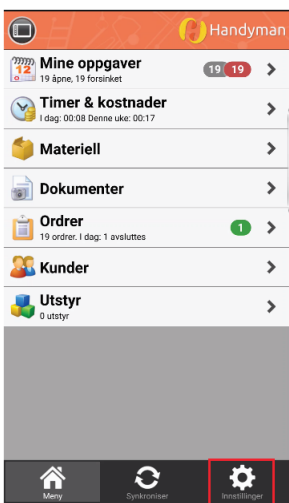 Handyman
12
Mine oppgaver
19 åpne, 19 forsinket
19 19
Timer & kostnader
I dag: 00:08 Denne uke: 00:17
Materiell
Dokumenter
Ordrer
19 ordrer. I dag: 1 avsluttes
1
Kunder
Utstyr
0 utstyr
Meny
Synkroniser
Innstillinger